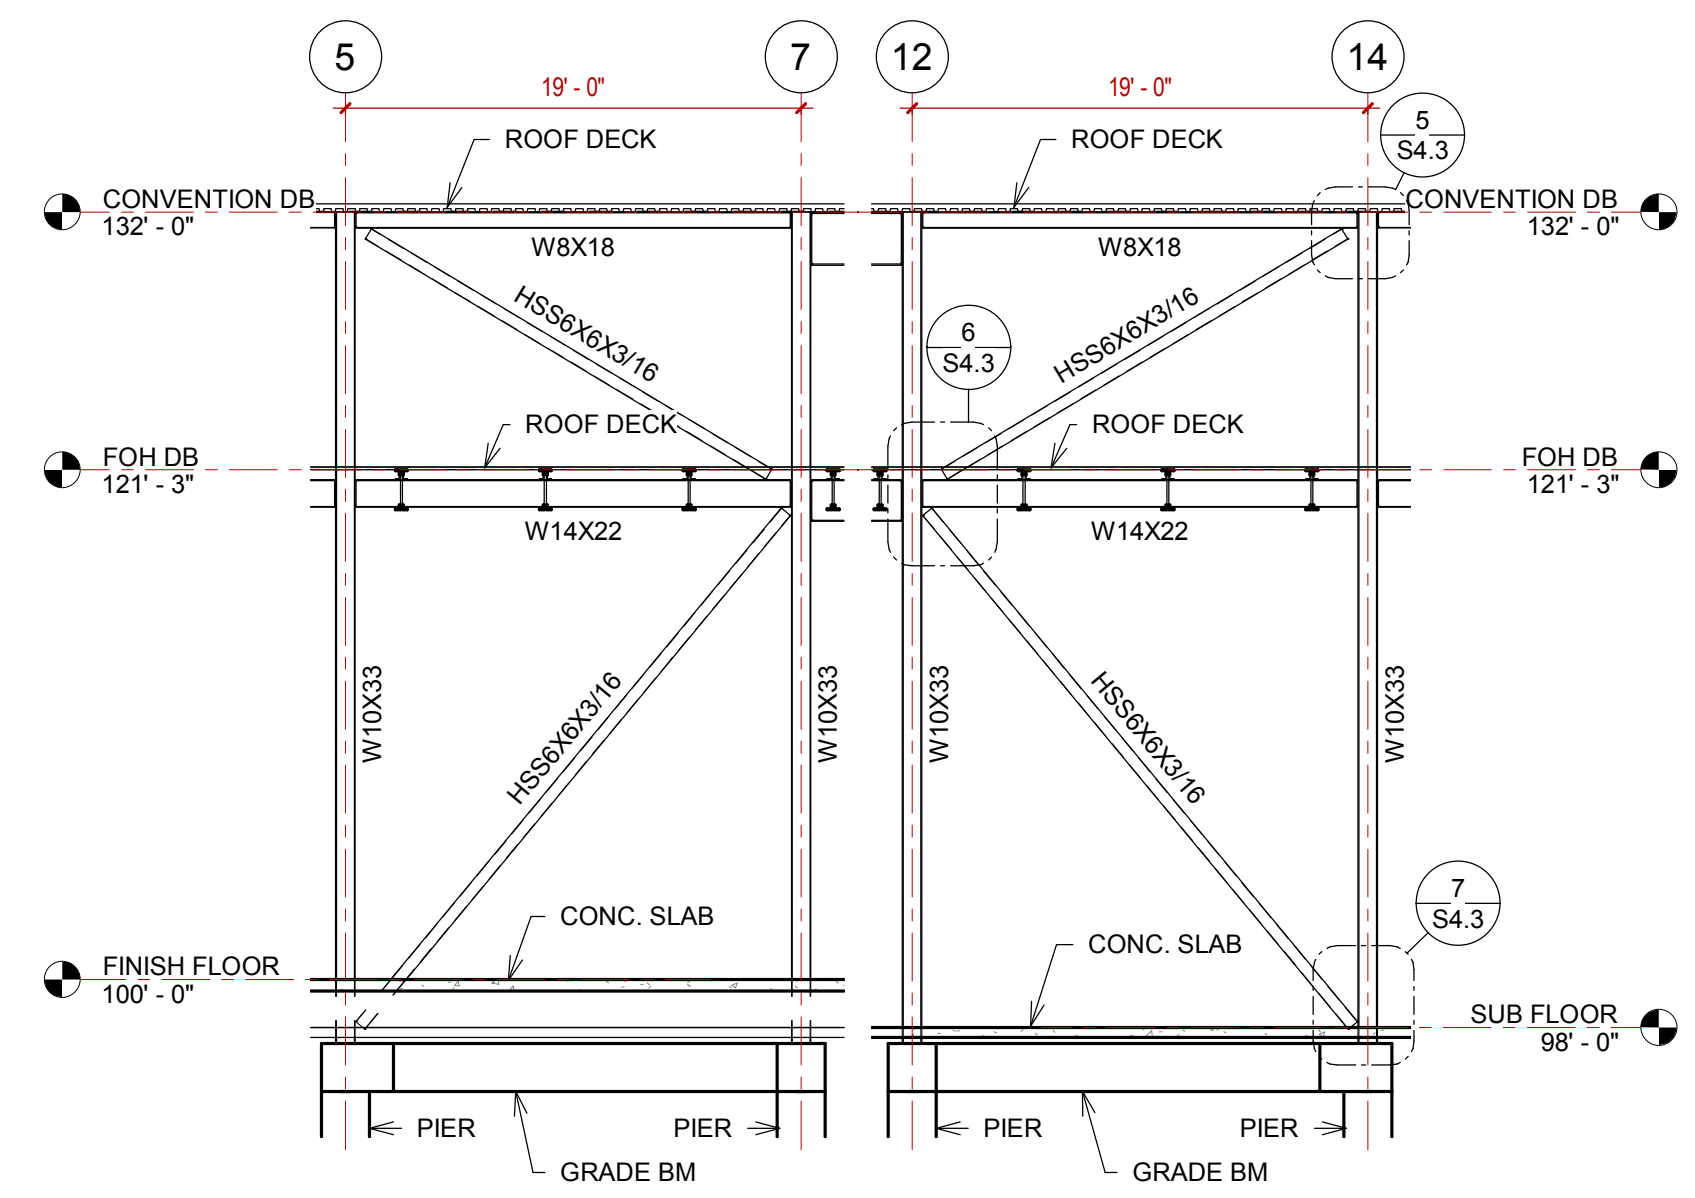 5
7
12
14
19' - 0"
19' - 0"
5
S4.3
ROOF DECK
ROOF DECK
CONVENTION DB
132' - 0"
CONVENTION DB
132' - 0"
W8X18
W8X18
HSS6X6X3/16
HSS6X6X3/16
6
S4.3
ROOF DECK
ROOF DECK
FOH DB
121' - 3"
FOH DB
121' - 3"
W14X22
W14X22
W10X33
HSS6X6X3/16
W10X33
W10X33
HSS6X6X3/16
W10X33
7
S4.3
CONC. SLAB
CONC. SLAB
FINISH FLOOR
100' - 0"
SUB FLOOR
98' - 0"
PIER
PIER
PIER
PIER
GRADE BM
GRADE BM